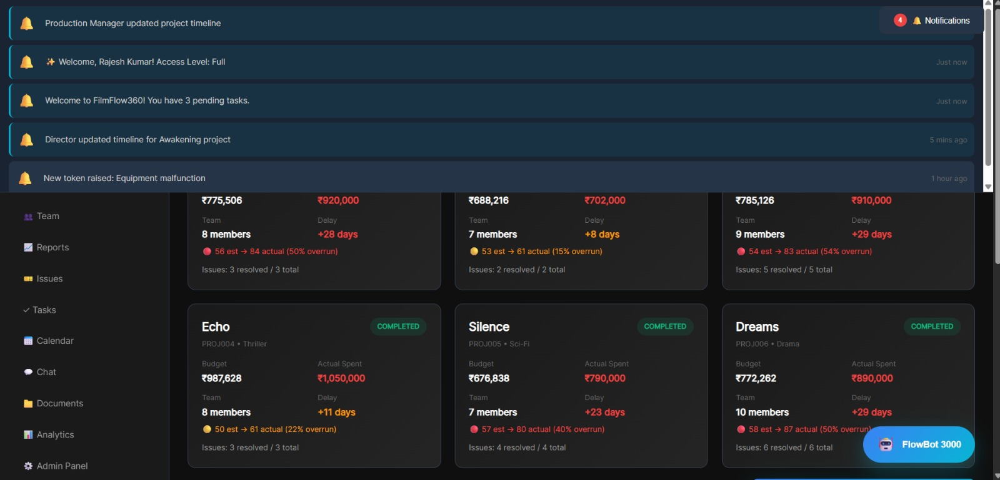 Production Manager updated project timeline
4 Notifications
Welcome, Rajesh Kumar! Access Level: Full
Just now
Welcome to FilmFlow360! You have 3 pending tasks.
Just now
Director updated timeline for Awakening project
5 mins ago
New token raised: Equipment malfunction
1 hour ago
Team
Reports
Issues
Tasks
Calendar
Chat
Documents
Analytics
Admin Panel
₹775,506 ₹920,000
Team Delay
8 members +28 days
56 est → 84 actual (50% overrun)
Issues: 3 resolved / 3 total
₹688,216 ₹702,000
Team Delay
7 members +8 days
53 est → 61 actual (15% overrun)
Issues: 2 resolved / 2 total
₹785,126 ₹910,000
Team Delay
9 members +29 days
54 est → 83 actual (54% overrun)
Issues: 5 resolved / 5 total
Echo COMPLETED
PROJ004 • Thriller
Budget Actual Spent
₹987,628 ₹1,050,000
Team Delay
8 members +11 days
50 est → 61 actual (22% overrun)
Issues: 3 resolved / 3 total
Silence COMPLETED
PROJ005 • Sci-Fi
Budget Actual Spent
₹676,838 ₹790,000
Team Delay
7 members +23 days
57 est → 80 actual (40% overrun)
Issues: 4 resolved / 4 total
Dreams COMPLETED
PROJ006 • Drama
Budget Actual Spent
₹772,262 ₹890,000
Team Delay
10 members +29 days
58 est → 87 actual (50% overrun)
Issues: 6 resolved / 6 total
FlowBot 3000